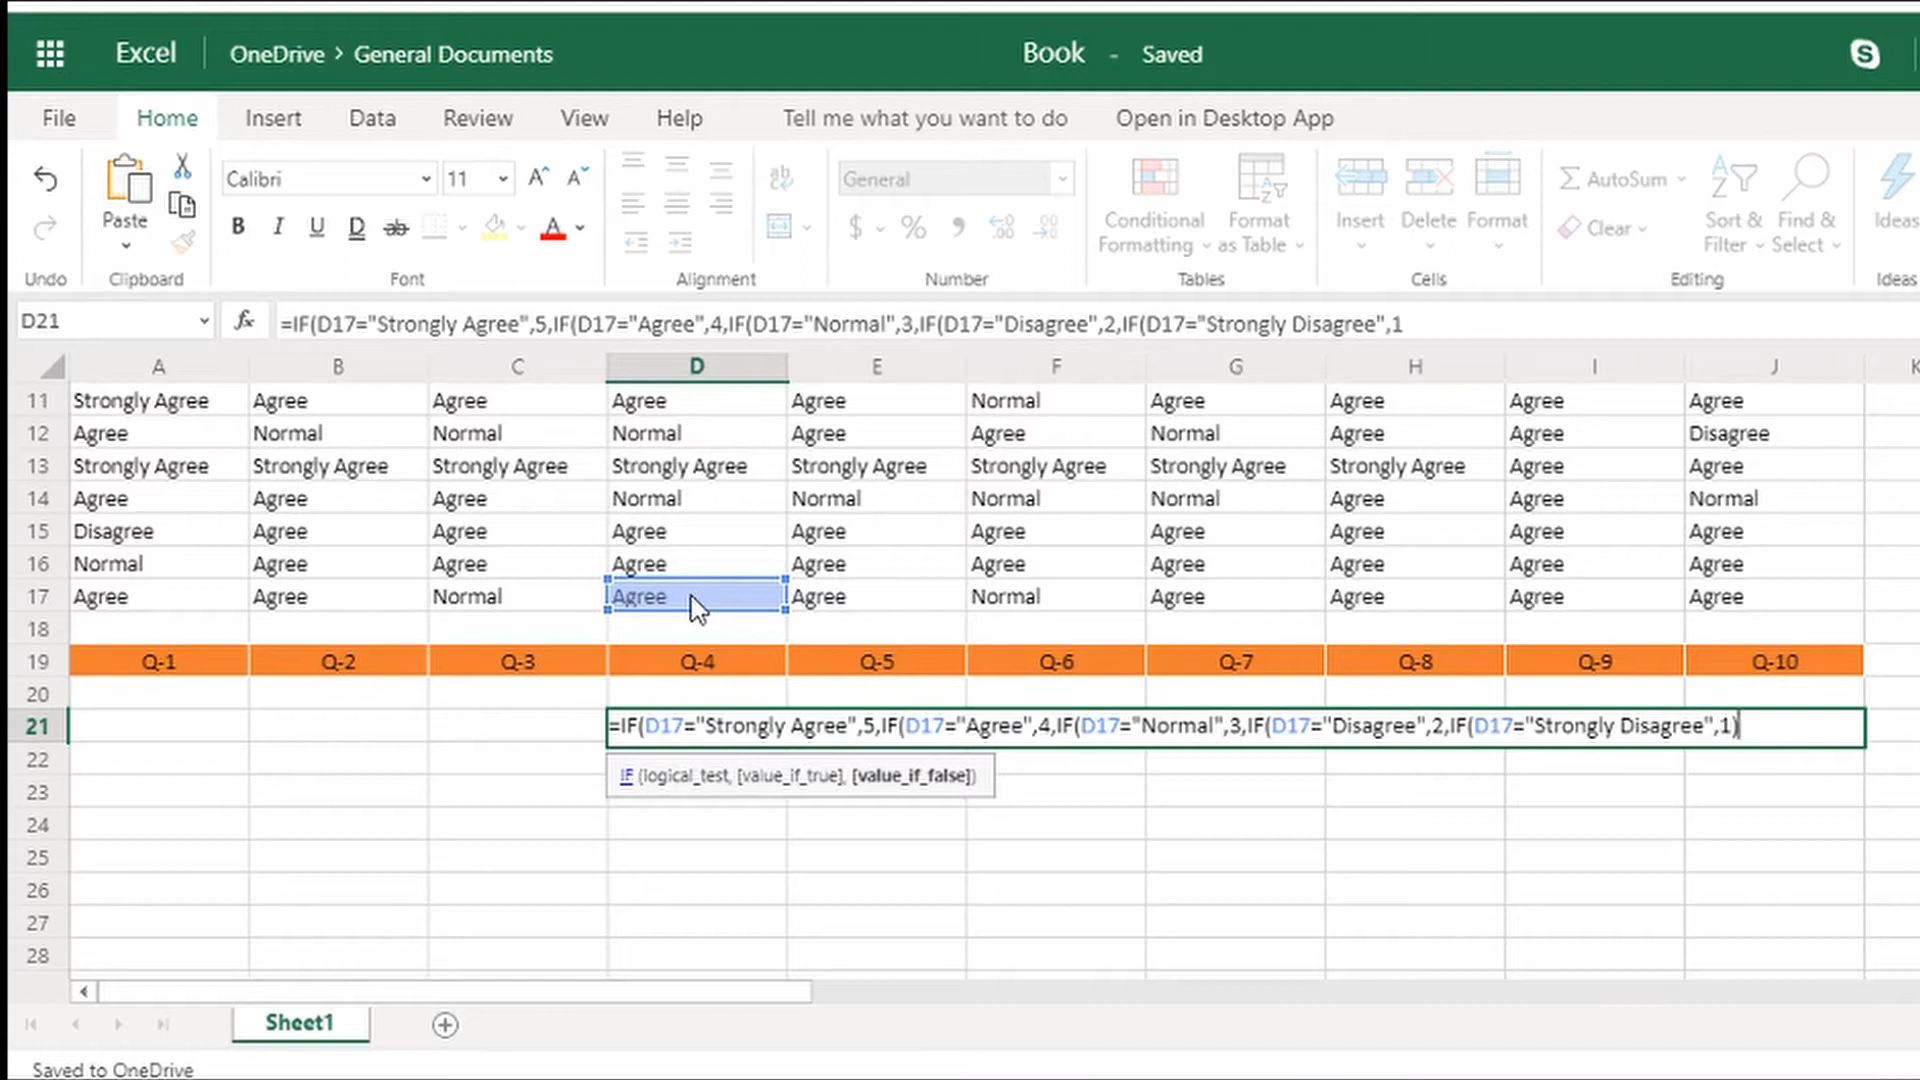 Excel OneDrive > General Documents Book - Saved
File Home Insert Data Review View Help Tell me what you want to do Open in Desktop App
Calibri 11 General AutoSum
Paste Conditional Formatting Format as Table Insert Delete Format Clear Sort & Filter Find & Select Ideas
B I U D ab A $ % ,
Undo Clipboard Font Alignment Number Tables Cells Editing Ideas
D21 fx =IF(D17="Strongly Agree",5,IF(D17="Agree",4,IF(D17="Normal",3,IF(D17="Disagree",2,IF(D17="Strongly Disagree",1
A B C D E F G H I J K
11 Strongly Agree Agree Agree Agree Agree Normal Agree Agree Agree Agree
12 Agree Normal Normal Normal Agree Agree Normal Agree Agree Disagree
13 Strongly Agree Strongly Agree Strongly Agree Strongly Agree Strongly Agree Strongly Agree Strongly Agree Strongly Agree Agree Agree
14 Agree Agree Agree Normal Normal Normal Normal Agree Agree Normal
15 Disagree Agree Agree Agree Agree Agree Agree Agree Agree Agree
16 Normal Agree Agree Agree Agree Agree Agree Agree Agree Agree
17 Agree Agree Normal Agree Agree Normal Agree Agree Agree Agree
18
19 Q-1 Q-2 Q-3 Q-4 Q-5 Q-6 Q-7 Q-8 Q-9 Q-10
20
21 =IF(D17="Strongly Agree",5,IF(D17="Agree",4,IF(D17="Normal",3,IF(D17="Disagree",2,IF(D17="Strongly Disagree",1)
22 IF (logical_test, [value_if_true], [value_if_false])
23
24
25
26
27
28
Sheet1
Saved to OneDrive